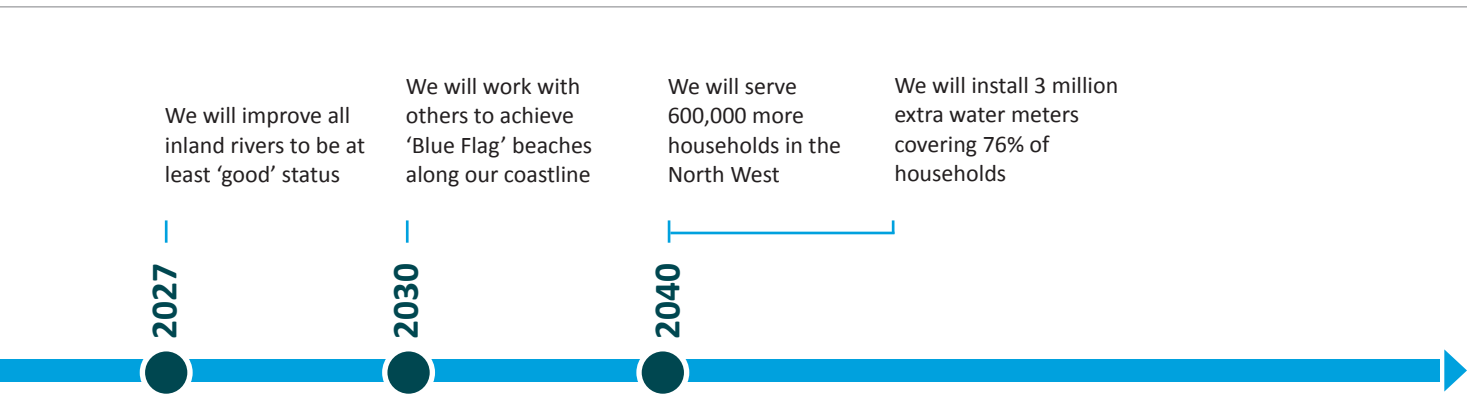 We will improve all
inland rivers to be at
least ‘good’ status
We will work with
others to achieve
‘Blue Flag’ beaches
along our coastline
We will serve
600,000 more
households in the
North West
We will install 3 million
extra water meters
covering 76% of
households
2027
2030
2040